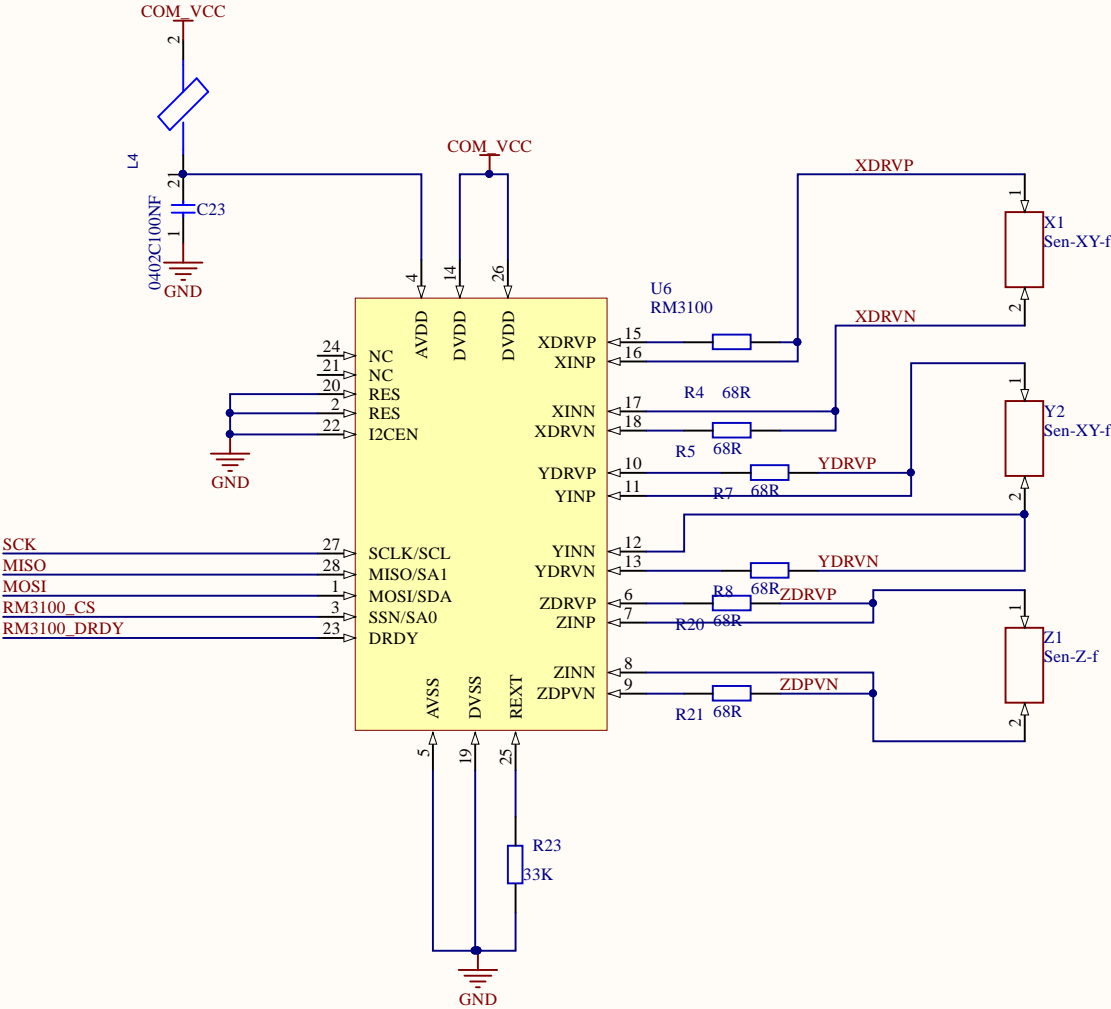 COM_VCC
2
L4
2
1
0402C100NF
C23
1
GND
COM_VCC
4
14
26
AVDD
DVDD
DVDD
U6
RM3100
24
NC
21
NC
20
RES
2
RES
22
I2CEN
GND
SCK
27
SCLK/SCL
MISO
28
MISO/SA1
MOSI
1
MOSI/SDA
RM3100_CS
3
SSN/SA0
RM3100_DRDY
23
DRDY
XDRVP
15
XINP
16
R4 68R
XINN
17
XDRVN
18
R5 68R
YDRVP
10
YDRVP
YINP
11
R7 68R
YINN
12
YDRVN
13
YDRVN
R8 68R
ZDRVP
6
ZDRVP
ZINP
7
R20 68R
ZINN
8
ZDPVN
9
ZDPVN
R21 68R
XDRVP
1
X1
Sen-XY-f
2
XDRVN
1
Y2
Sen-XY-f
2
1
Z1
Sen-Z-f
2
AVSS
DVSS
REXT
5
19
25
R23
33K
GND